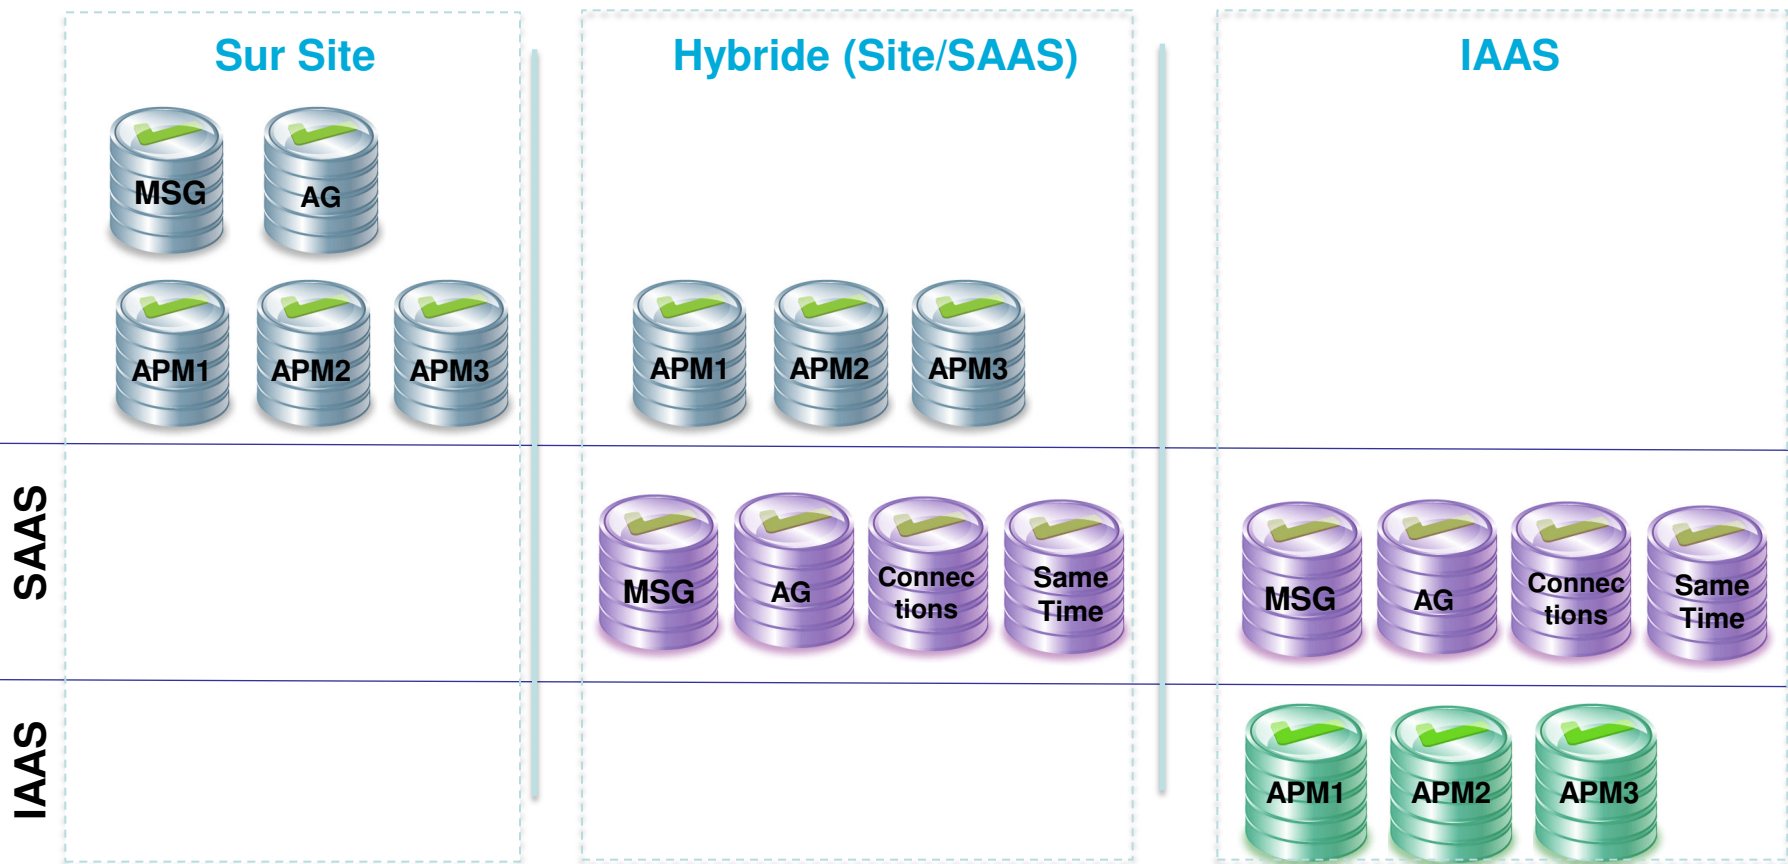 Sur Site
Hybride (Site/SAAS)
IAAS
MSG
AG
APM1
APM2
APM3
APM1
APM2
APM3
SAAS
MSG
AG
Connec
tions
Same
Time
MSG
AG
Connec
tions
Same
Time
IAAS
APM1
APM2
APM3